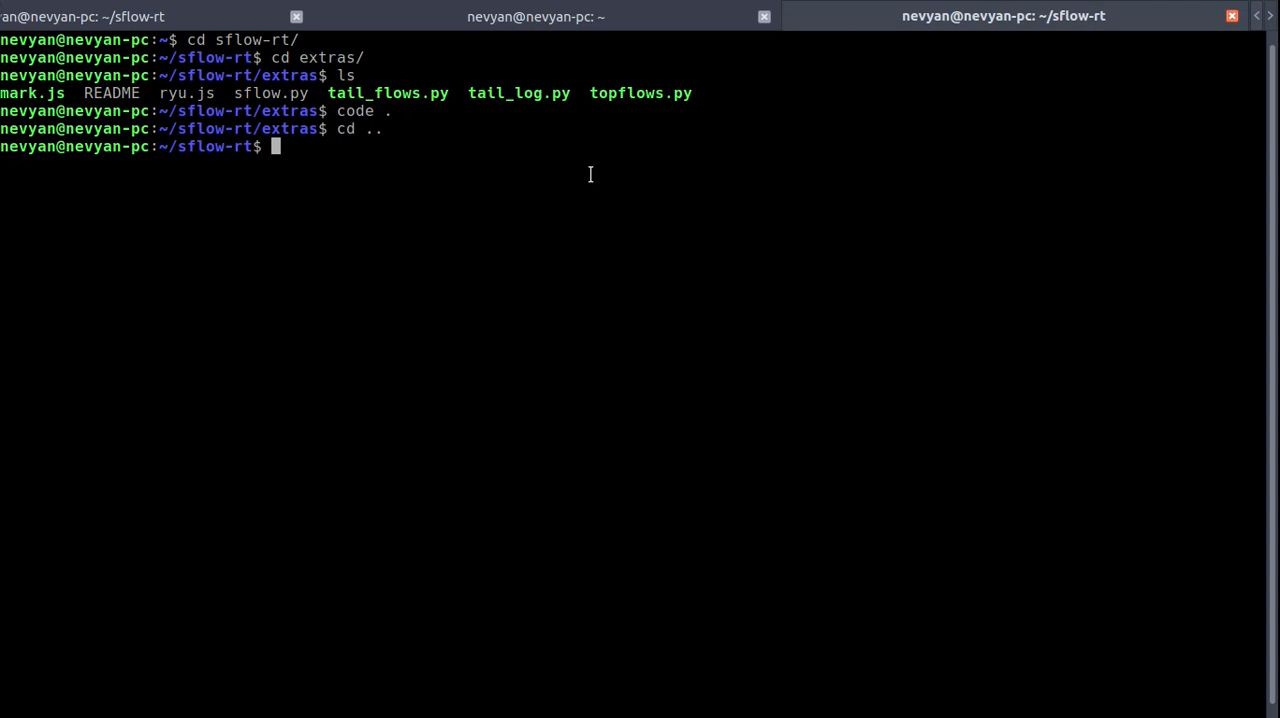 an@nevyan-pc: ~/sflow-rt nevyan@nevyan-pc: ~ nevyan@nevyan-pc: ~/sflow-rt
nevyan@nevyan-pc:~$ cd sflow-rt/
nevyan@nevyan-pc:~/sflow-rt$ cd extras/
nevyan@nevyan-pc:~/sflow-rt/extras$ ls
mark.js README ryu.js sflow.py tail_flows.py tail_log.py topflows.py
nevyan@nevyan-pc:~/sflow-rt/extras$ code .
nevyan@nevyan-pc:~/sflow-rt/extras$ cd ..
nevyan@nevyan-pc:~/sflow-rt$